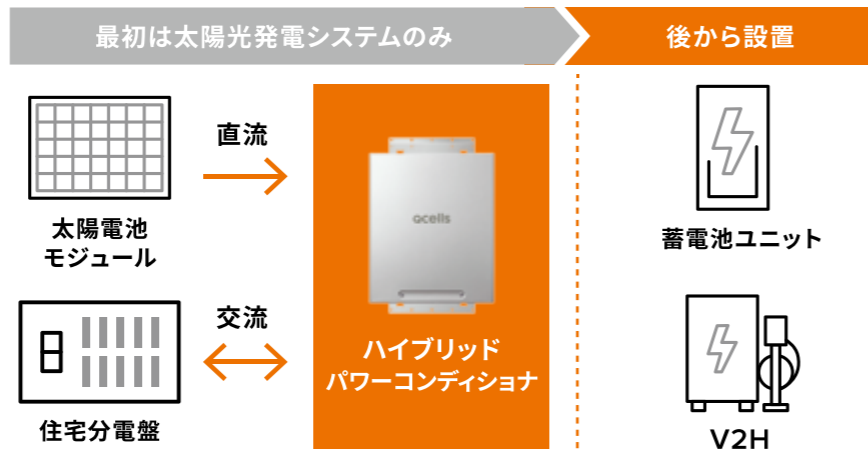 最初は太陽光発電システムのみ
後から設置
直流
太陽電池
モジュール
交流
住宅分電盤
qcells
ハイブリッド
パワーコンディショナ
蓄電池ユニット
V2H